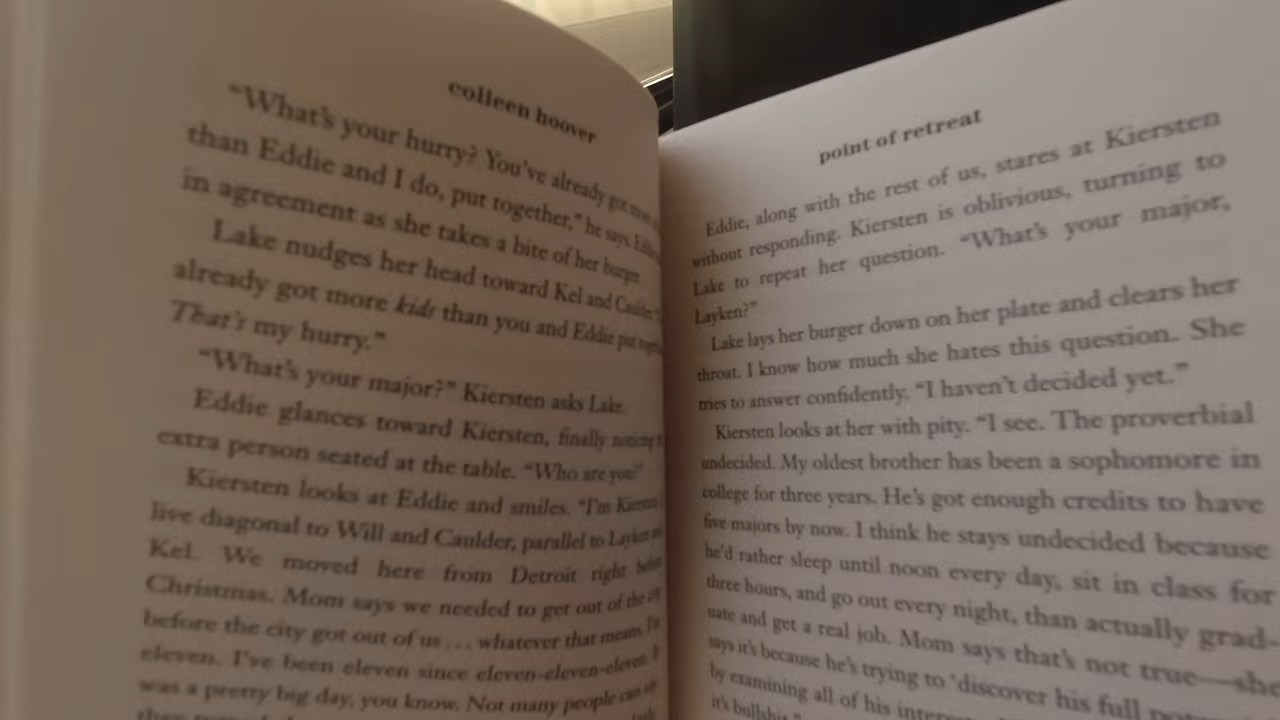 colleen hoover
“What’s your hurry? You’ve already got more
than Eddie and I do, put together,” he says. Eddie
in agreement as she takes a bite of her burger.
Lake nudges her head toward Kel and Caulder.
already got more kids than you and Eddie put
That’s my hurry.”
“What’s your major?” Kiersten asks Lake.
Eddie glances toward Kiersten, finally noticing
extra person seated at the table. “Who are you?”
Kiersten looks at Eddie and smiles. “I’m Kiersten
live diagonal to Will and Caulder, parallel to Layken
Kel. We moved here from Detroit right
Christmas. Mom says we needed to get out of the city
before the city got out of us . . . whatever that means. I’m
eleven. I’ve been eleven since eleven-eleven-eleven. It
was a pretty big day, you know. Not many people can say
they
point of retreat
Eddie, along with the rest of us, stares at Kiersten
without responding. Kiersten is oblivious, turning to
Lake to repeat her question. “What’s your major,
Layken?”
Lake lays her burger down on her plate and clears her
throat. I know how much she hates this question. She
tries to answer confidently. “I haven’t decided yet.”
Kiersten looks at her with pity. “I see. The proverbial
undecided. My oldest brother has been a sophomore in
college for three years. He’s got enough credits to have
five majors by now. I think he stays undecided because
he’d rather sleep until noon every day, sit in class for
three hours, and go out every night, than actually grad-
uate and get a real job. Mom says that’s not true—she
says it’s because he’s trying to ‘discover his full
by examining all of his
it’s bullshit.”